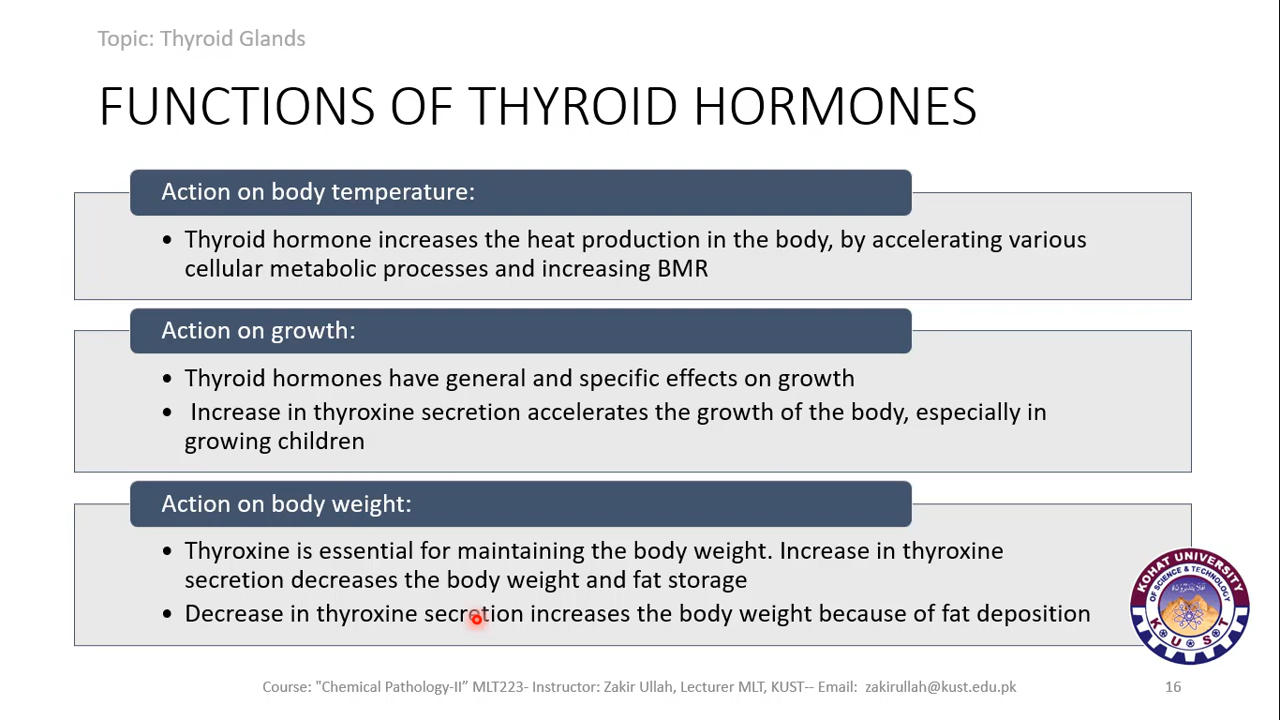 Topic: Thyroid Glands
FUNCTIONS OF THYROID HORMONES
Action on body temperature:
• Thyroid hormone increases the heat production in the body, by accelerating various
cellular metabolic processes and increasing BMR
Action on growth:
• Thyroid hormones have general and specific effects on growth
• Increase in thyroxine secretion accelerates the growth of the body, especially in
growing children
Action on body weight:
• Thyroxine is essential for maintaining the body weight. Increase in thyroxine
secretion decreases the body weight and fat storage
• Decrease in thyroxine secretion increases the body weight because of fat deposition
KOHAT UNIVERSITY
OF SCIENCE & TECHNOLOGY
K U S T
Course: "Chemical Pathology-II” MLT223- Instructor: Zakir Ullah, Lecturer MLT, KUST-- Email: zakirullah@kust.edu.pk
16